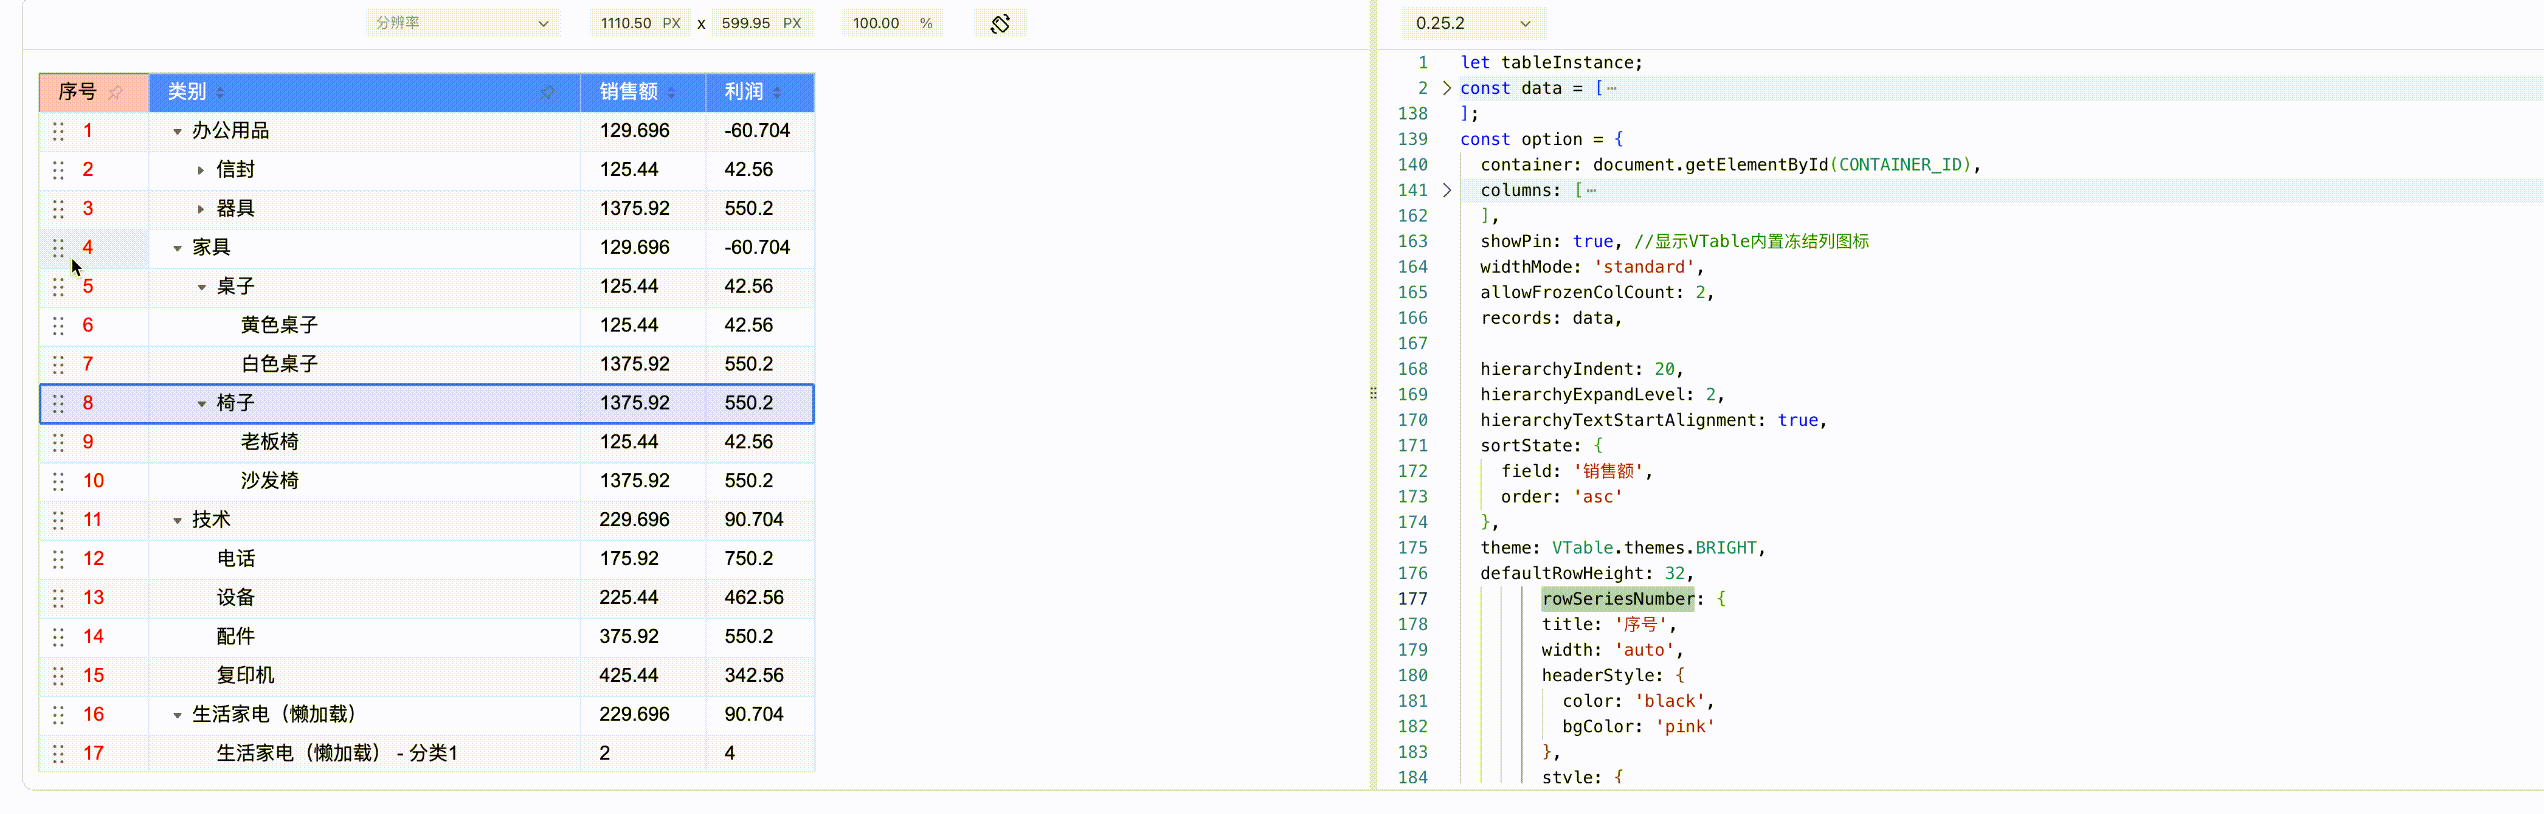 分辨率 1110.50 PX x 599.95 PX 100.00 %
序号 类别 销售额 利润
1 办公用品 129.696 -60.704
2 信封 125.44 42.56
3 器具 1375.92 550.2
4 家具 129.696 -60.704
5 桌子 125.44 42.56
6 黄色桌子 125.44 42.56
7 白色桌子 1375.92 550.2
8 椅子 1375.92 550.2
9 老板椅 125.44 42.56
10 沙发椅 1375.92 550.2
11 技术 229.696 90.704
12 电话 175.92 750.2
13 设备 225.44 462.56
14 配件 375.92 550.2
15 复印机 425.44 342.56
16 生活家电（懒加载） 229.696 90.704
17 生活家电（懒加载） - 分类1 2 4
0.25.2
1 let tableInstance;
2 const data = [⋯
138 ];
139 const option = {
140 container: document.getElementById(CONTAINER_ID),
141 columns: [⋯
162 ],
163 showPin: true, //显示VTable内置冻结列图标
164 widthMode: 'standard',
165 allowFrozenColCount: 2,
166 records: data,
167
168 hierarchyIndent: 20,
169 hierarchyExpandLevel: 2,
170 hierarchyTextStartAlignment: true,
171 sortState: {
172 field: '销售额',
173 order: 'asc'
174 },
175 theme: VTable.themes.BRIGHT,
176 defaultRowHeight: 32,
177 rowSeriesNumber: {
178 title: '序号',
179 width: 'auto',
180 headerStyle: {
181 color: 'black',
182 bgColor: 'pink'
183 },
184 style: {